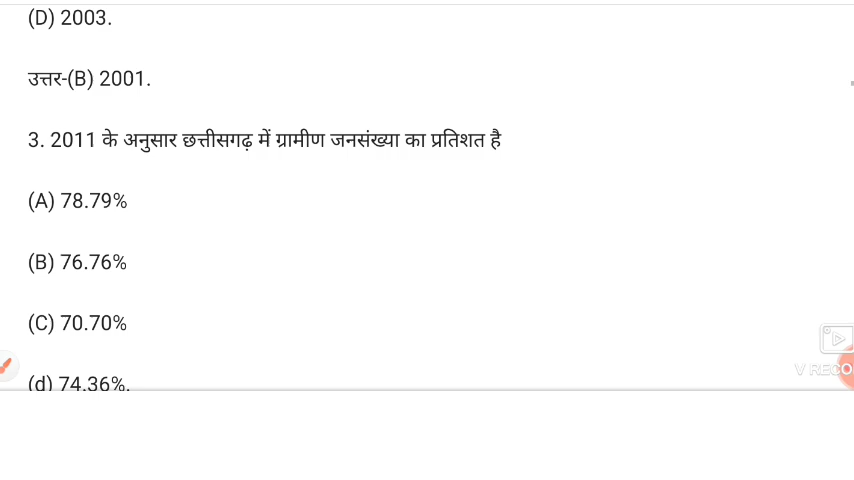 (D) 2003.
उत्तर-(B) 2001.
3. 2011 के अनुसार छत्तीसगढ़ में ग्रामीण जनसंख्या का प्रतिशत है
(A) 78.79%
(B) 76.76%
(C) 70.70%
(d) 74.36%.
V RECO